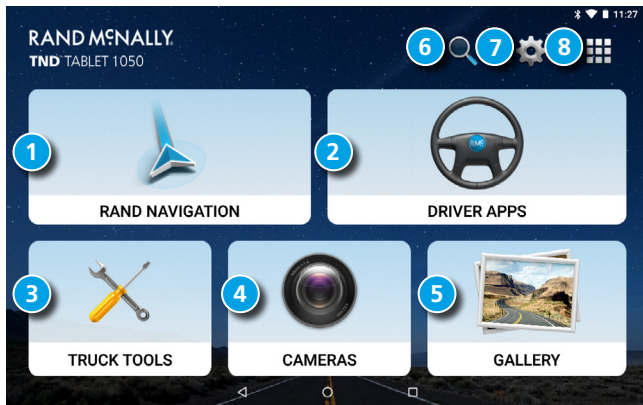 11:27
RAND MCNALLY
TND TABLET 1050
6 7 8
1 2
RMC
RAND NAVIGATION DRIVER APPS
3 4 5
TRUCK TOOLS CAMERAS GALLERY